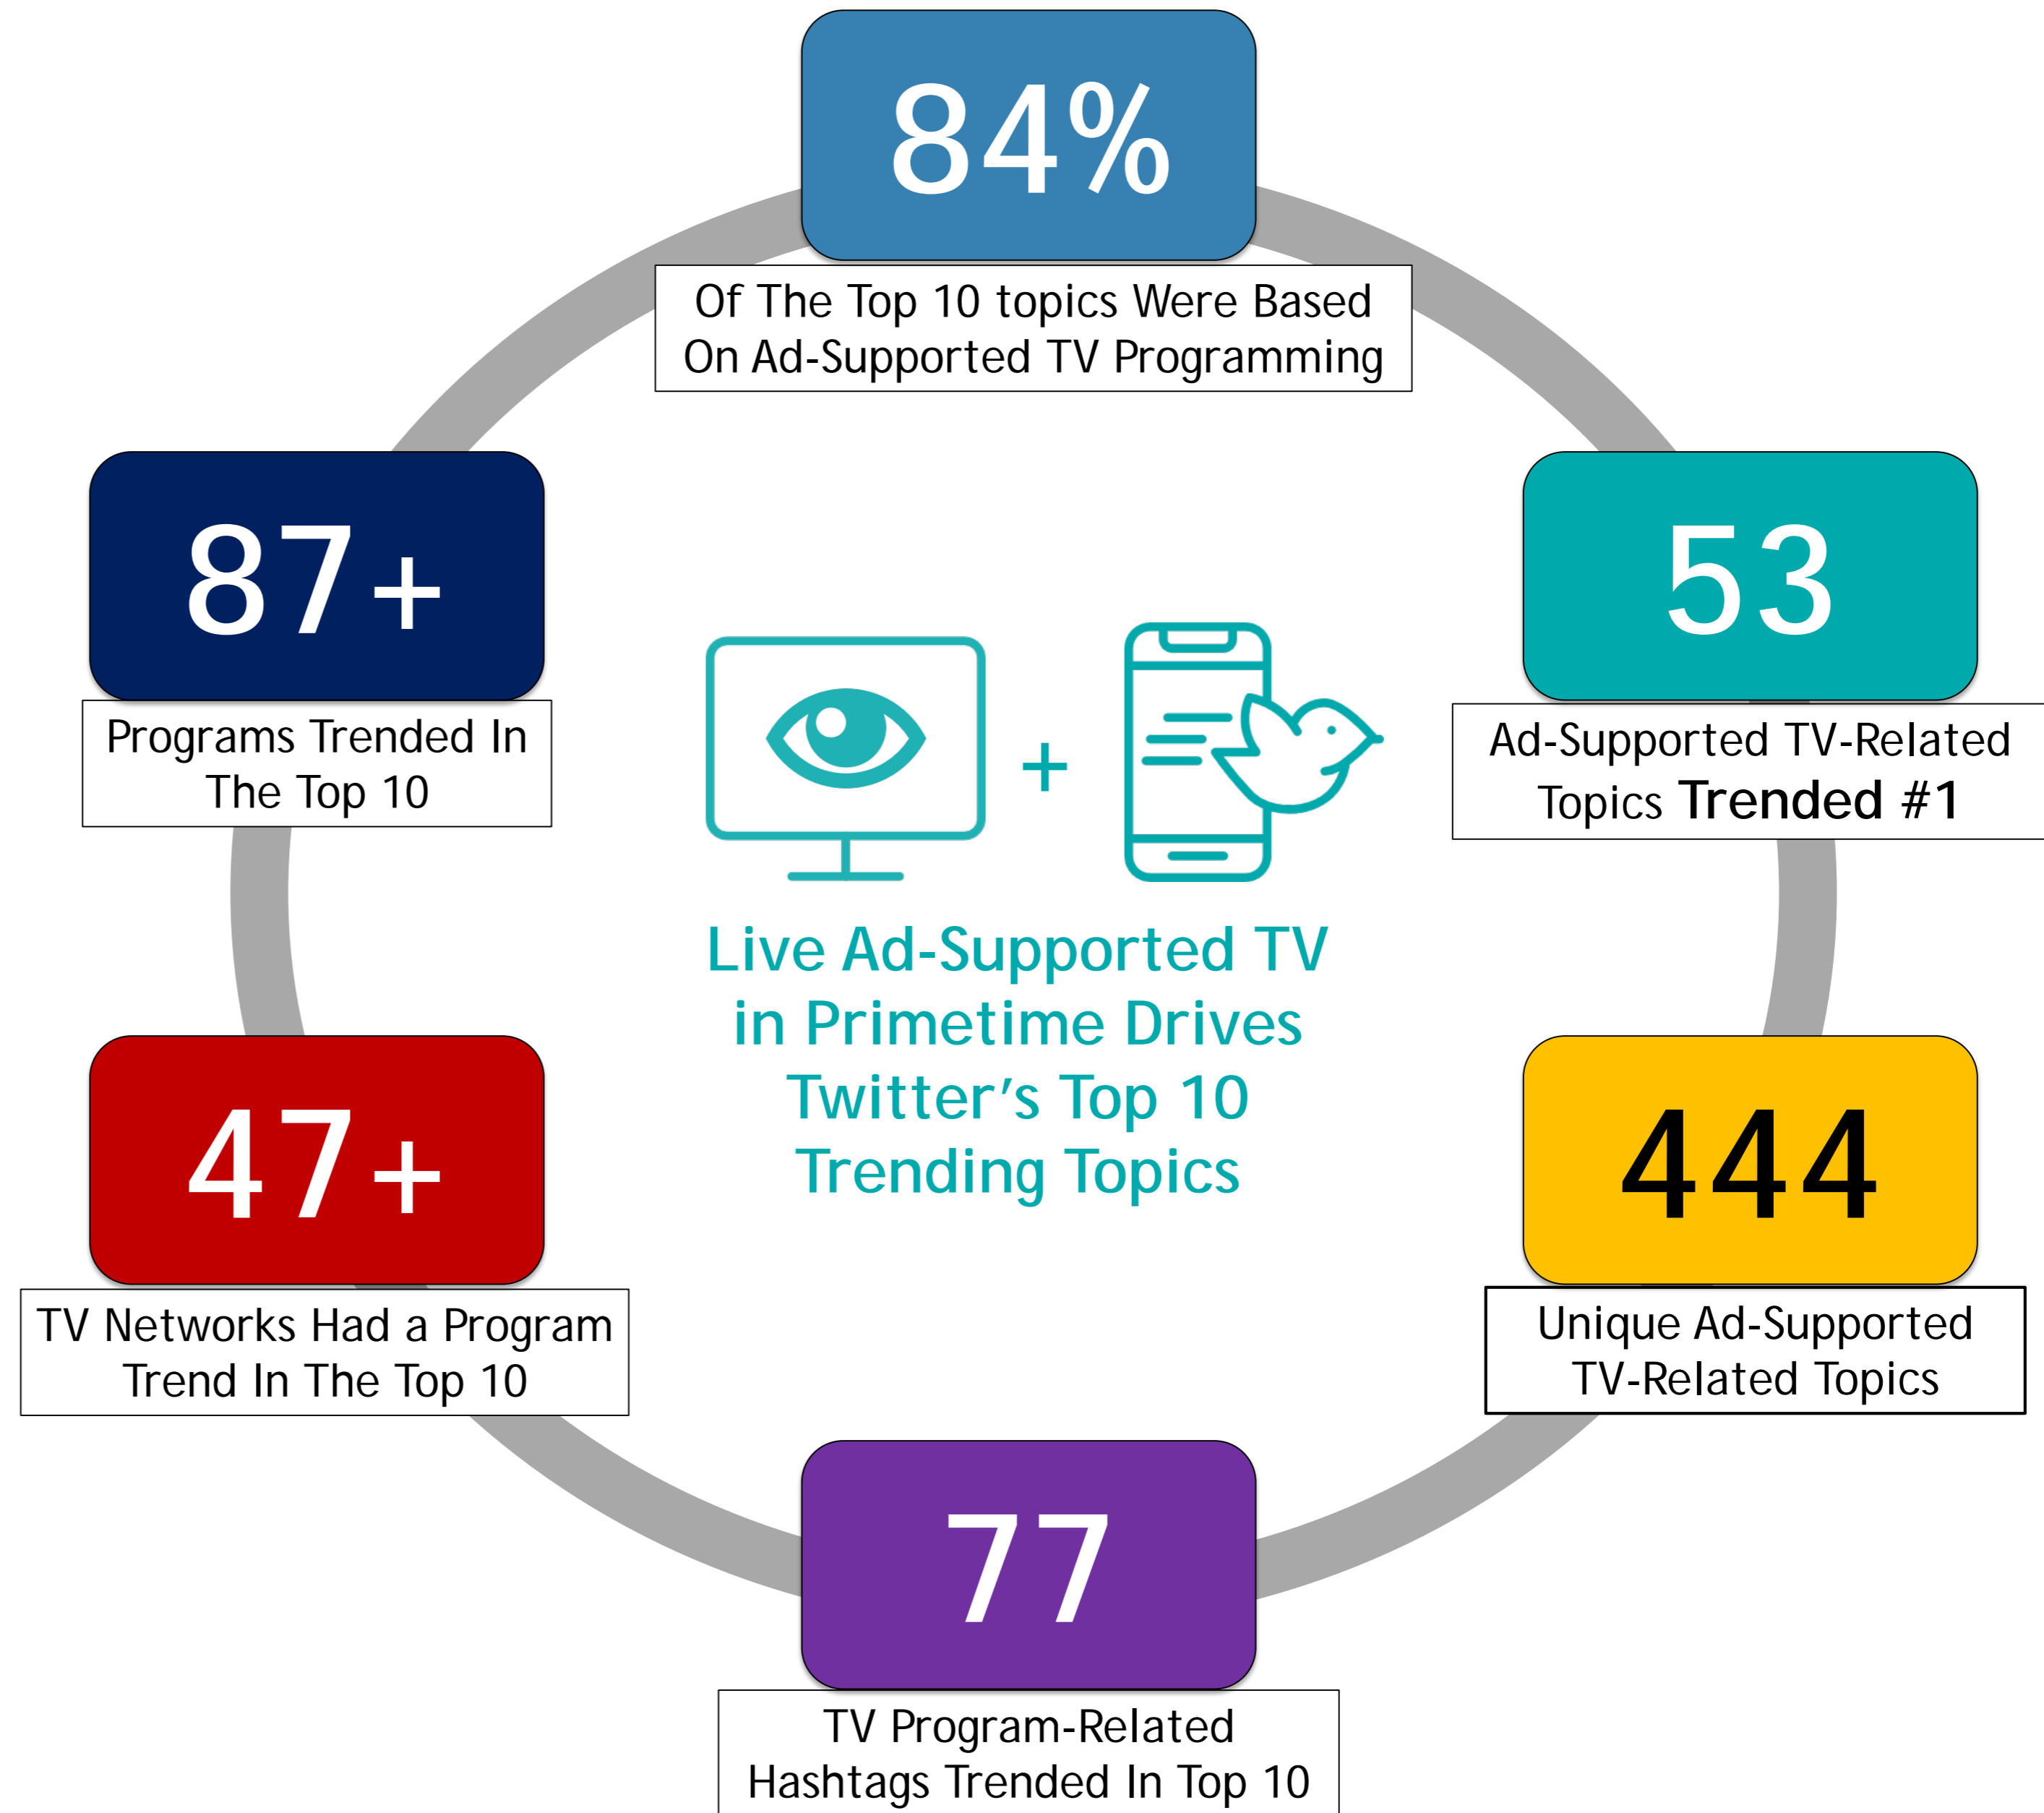 84%
Of The Top 10 topics Were Based
On Ad-Supported TV Programming
87+
Programs Trended In
The Top 10
53
Ad-Supported TV-Related
Topics Trended #1
+
Live Ad-Supported TV
in Primetime Drives
Twitter's Top 10
Trending Topics
47+
TV Networks Had a Program
Trend In The Top 10
444
Unique Ad-Supported
TV-Related Topics
77
TV Program-Related
Hashtags Trended In Top 10